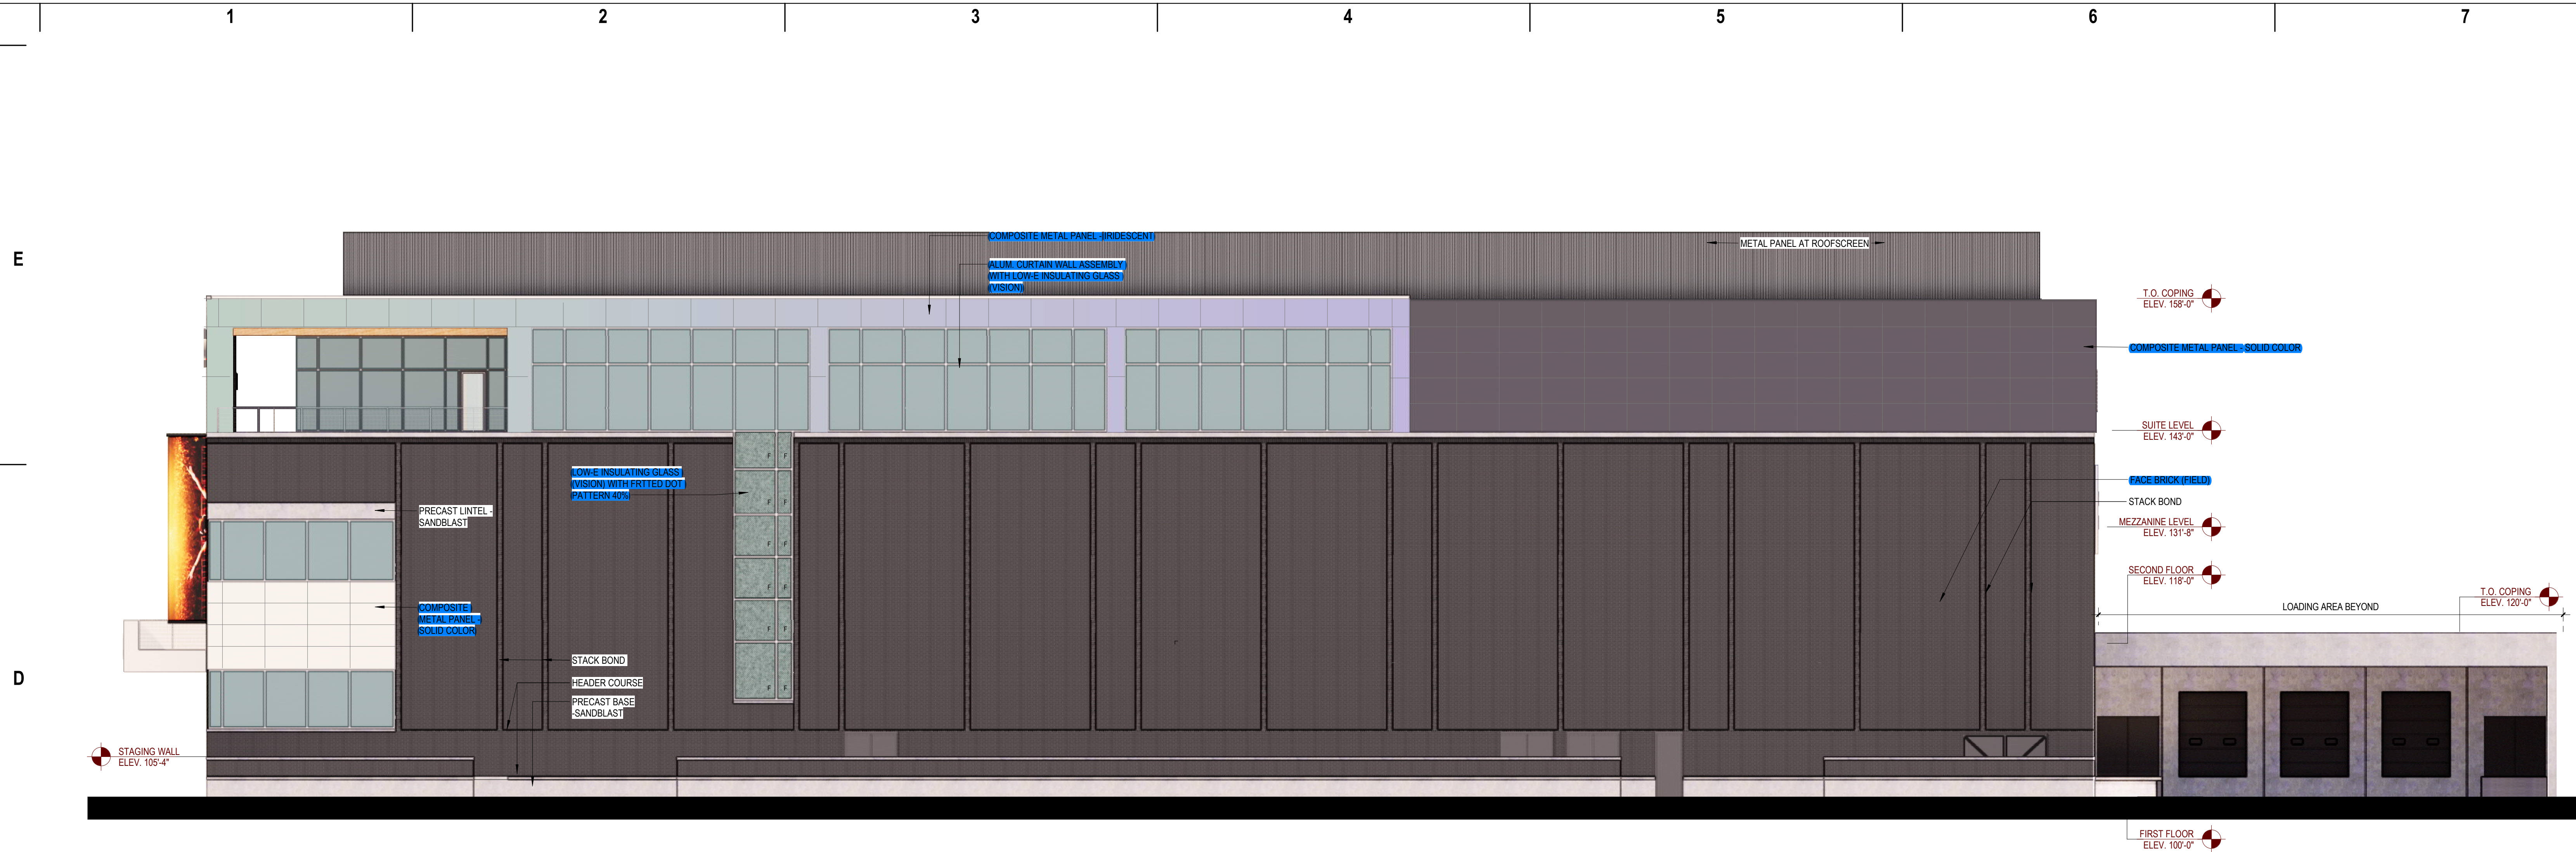 1 2 3 4 5 6 7
E
COMPOSITE METAL PANEL -IRIDESCENT
METAL PANEL AT ROOFSCREEN
ALUM. CURTAIN WALL ASSEMBLY
WITH LOW-E INSULATING GLASS
(VISION)
T.O. COPING
ELEV. 158'-0"
COMPOSITE METAL PANEL - SOLID COLOR
SUITE LEVEL
ELEV. 143'-0"
F F
LOW-E INSULATING GLASS
(VISION) WITH FRTTED DOT
PATTERN 40%
FACE BRICK (FIELD)
STACK BOND
F F
PRECAST LINTEL -
SANDBLAST
MEZZANINE LEVEL
ELEV. 131'-8"
F F
SECOND FLOOR
ELEV. 118'-0"
F F
T.O. COPING
ELEV. 120'-0"
LOADING AREA BEYOND
COMPOSITE
METAL PANEL -
SOLID COLOR
F F
D
STACK BOND
HEADER COURSE
F F
PRECAST BASE
-SANDBLAST
STAGING WALL
ELEV. 105'-4"
FIRST FLOOR
ELEV. 100'-0"